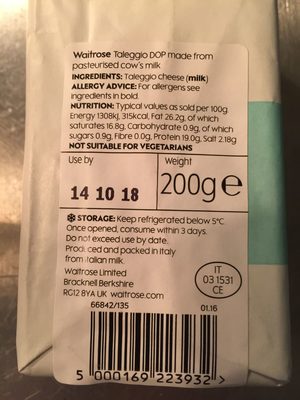 Waitrose Taleggio DOP made from
pasteurised cow's milk
INGREDIENTS: Taleggio cheese (milk)
ALLERGY ADVICE: For allergens see
ingredients in bold.
NUTRITION: Typical values as sold per 100g
Energy 1308kJ, 315kcal, Fat 26.2g, of which
saturates 16.8g, Carbohydrate 0.9g, of which
sugars 0.9g, Fibre 0.0g, Protein 19.0g, Salt 2.18g
NOT SUITABLE FOR VEGETARIANS
Use by
14 10 18
Weight
200g e
STORAGE: Keep refrigerated below 5°C.
Once opened, consume within 3 days.
Do not exceed use by date.
Produced and packed in Italy
from Italian milk.
Waitrose Limited
Bracknell Berkshire
RG12 8YA UK waitrose.com
IT
03 1531
CE
66842/135
01.16
5 000169 223932 >